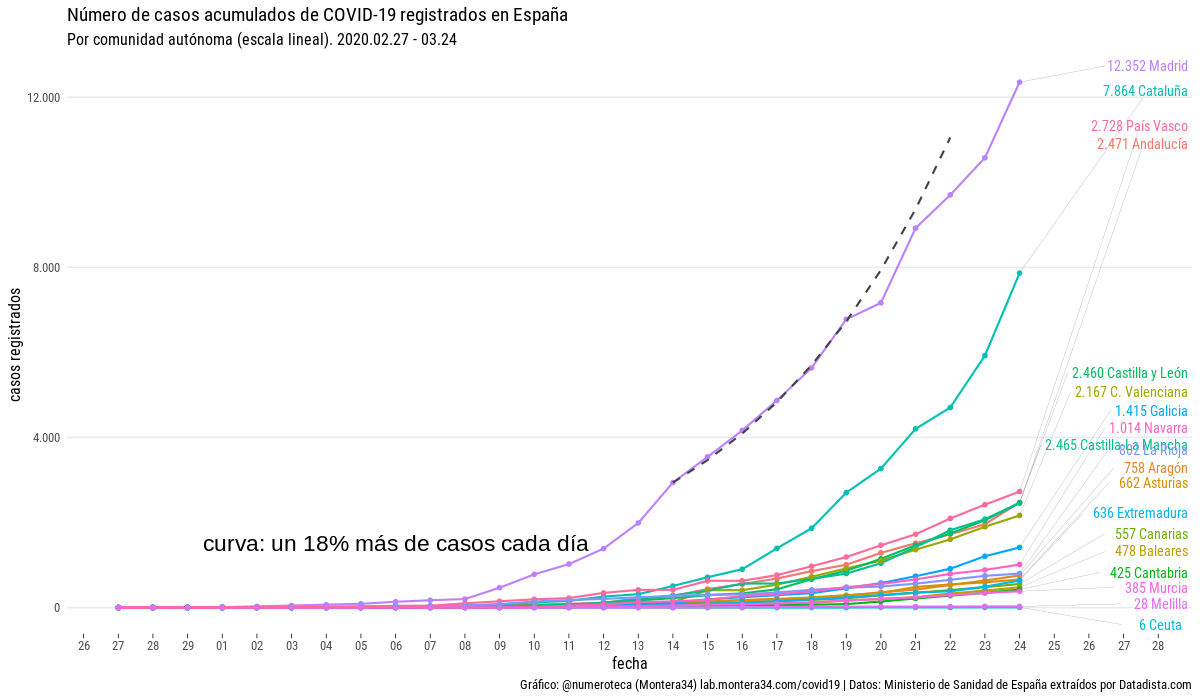 Número de casos acumulados de COVID-19 registrados en España
Por comunidad autónoma (escala lineal). 2020.02.27 - 03.24
12.352 Madrid
7.864 Cataluña
2.728 País Vasco
2.471 Andalucía
2.460 Castilla y León
2.167 C. Valenciana
1.415 Galicia
1.014 Navarra
2.465 Castilla-La Mancha
802 La Rioja
758 Aragón
662 Asturias
636 Extremadura
557 Canarias
478 Baleares
425 Cantabria
385 Murcia
28 Melilla
6 Ceuta
12.000
8.000
4.000
0
casos registrados
curva: un 18% más de casos cada día
26 27 28 29 01 02 03 04 05 06 07 08 09 10 11 12 13 14 15 16 17 18 19 20 21 22 23 24 25 26 27 28
fecha
Gráfico: @numeroteca (Montera34) lab.montera34.com/covid19 | Datos: Ministerio de Sanidad de España extraídos por Datadista.com